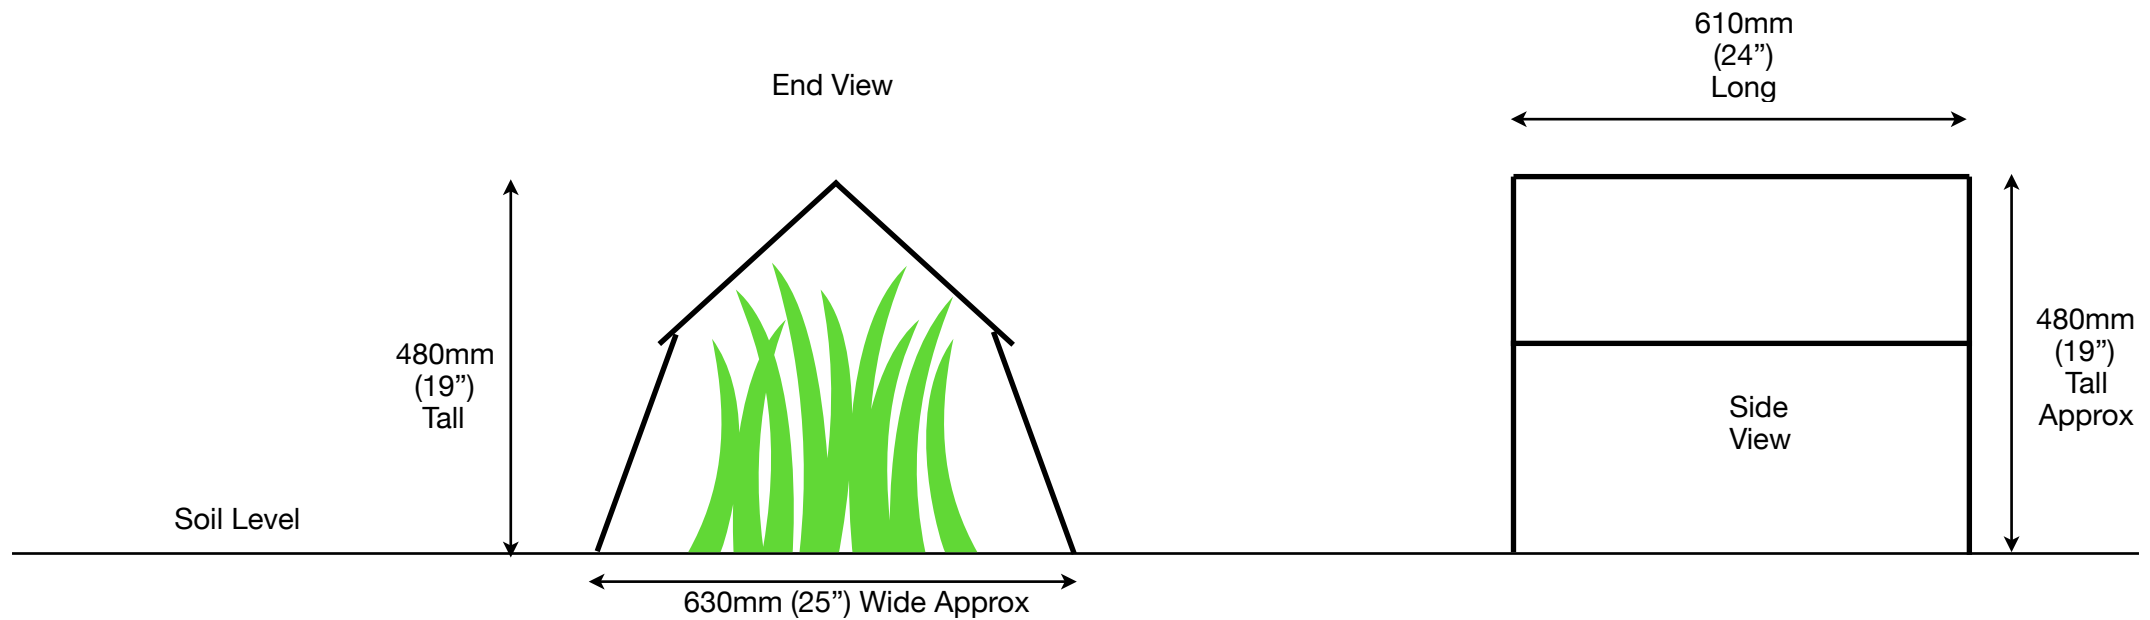 End View
610mm
(24”)
Long
480mm
(19”)
Tall
480mm
(19”)
Tall
Approx
Side
View
Soil Level
630mm (25”) Wide Approx